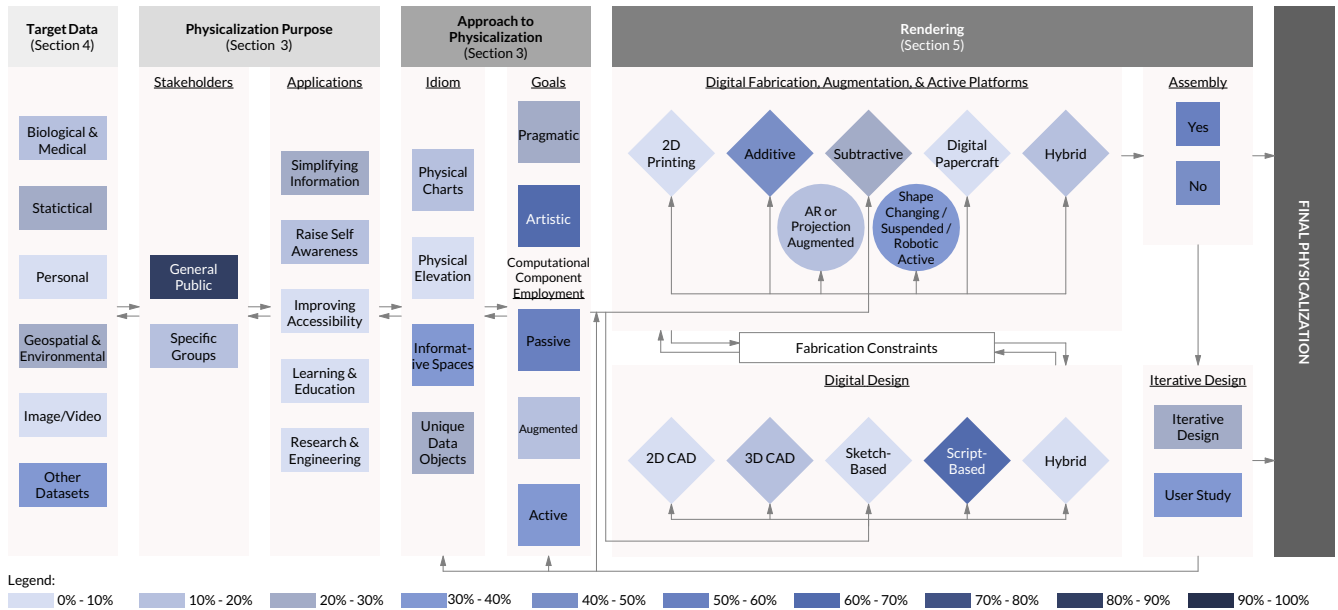 Target Data
(Section 4)
Physicalization Purpose
(Section 3)
Approach to
Physicalization
(Section 3)
Rendering
(Section 5)
Stakeholders
Applications
Idiom
Goals
Digital Fabrication, Augmentation, & Active Platforms
Assembly
Biological &
Medical
Statictical
Personal
Geospatial &
Environmental
Image/Video
Other
Datasets
General
Public
Specific
Groups
Simplifying
Information
Raise Self
Awareness
Improving
Accessibility
Learning &
Education
Research &
Engineering
Physical
Charts
Physical
Elevation
Informat-
ive Spaces
Unique
Data
Objects
Pragmatic
Artistic
Computational
Component
Employment
Passive
Augmented
Active
2D
Printing
Additive
Subtractive
Digital
Papercraft
Hybrid
AR or
Projection
Augmented
Shape
Changing /
Suspended /
Robotic
Active
Yes
No
Fabrication Constraints
Digital Design
2D CAD
3D CAD
Sketch-
Based
Script-
Based
Hybrid
Iterative Design
Iterative
Design
User Study
FINAL PHYSICALIZATION
Legend:
0% - 10%
10% - 20%
20% - 30%
30% - 40%
40% - 50%
50% - 60%
60% - 70%
70% - 80%
80% - 90%
90% - 100%